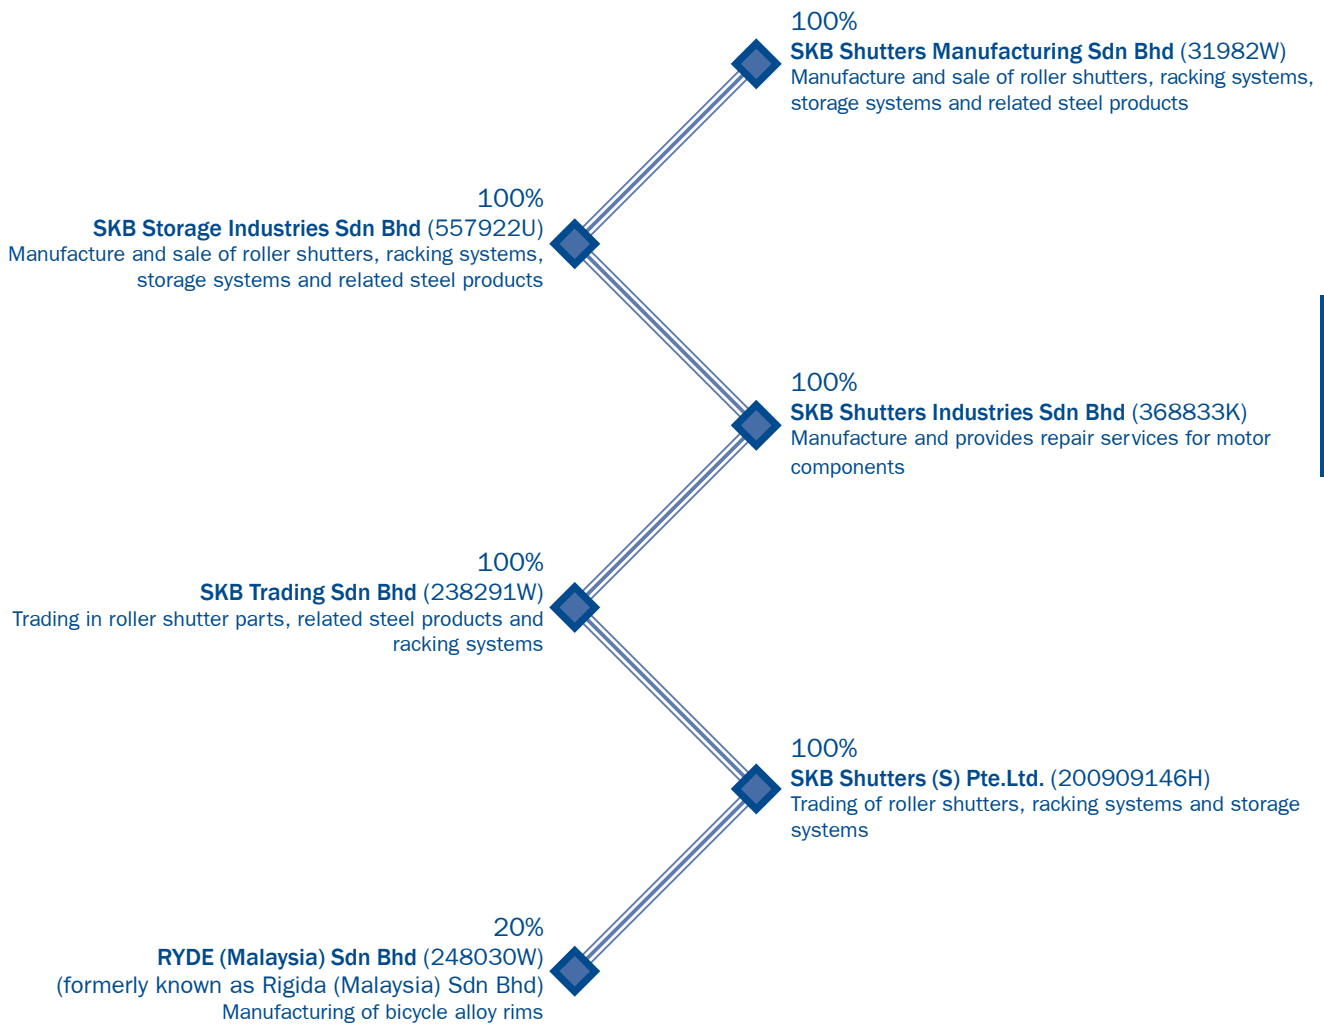 100%
SKB Shutters Manufacturing Sdn Bhd (31982W)
Manufacture and sale of roller shutters, racking systems,
storage systems and related steel products
100%
SKB Storage Industries Sdn Bhd (557922U)
Manufacture and sale of roller shutters, racking systems,
storage systems and related steel products
100%
SKB Shutters Industries Sdn Bhd (368833K)
Manufacture and provides repair services for motor
components
100%
SKB Trading Sdn Bhd (238291W)
Trading in roller shutter parts, related steel products and
racking systems
100%
SKB Shutters (S) Pte.Ltd. (200909146H)
Trading of roller shutters, racking systems and storage
systems
20%
RYDE (Malaysia) Sdn Bhd (248030W)
(formerly known as Rigida (Malaysia) Sdn Bhd)
Manufacturing of bicycle alloy rims